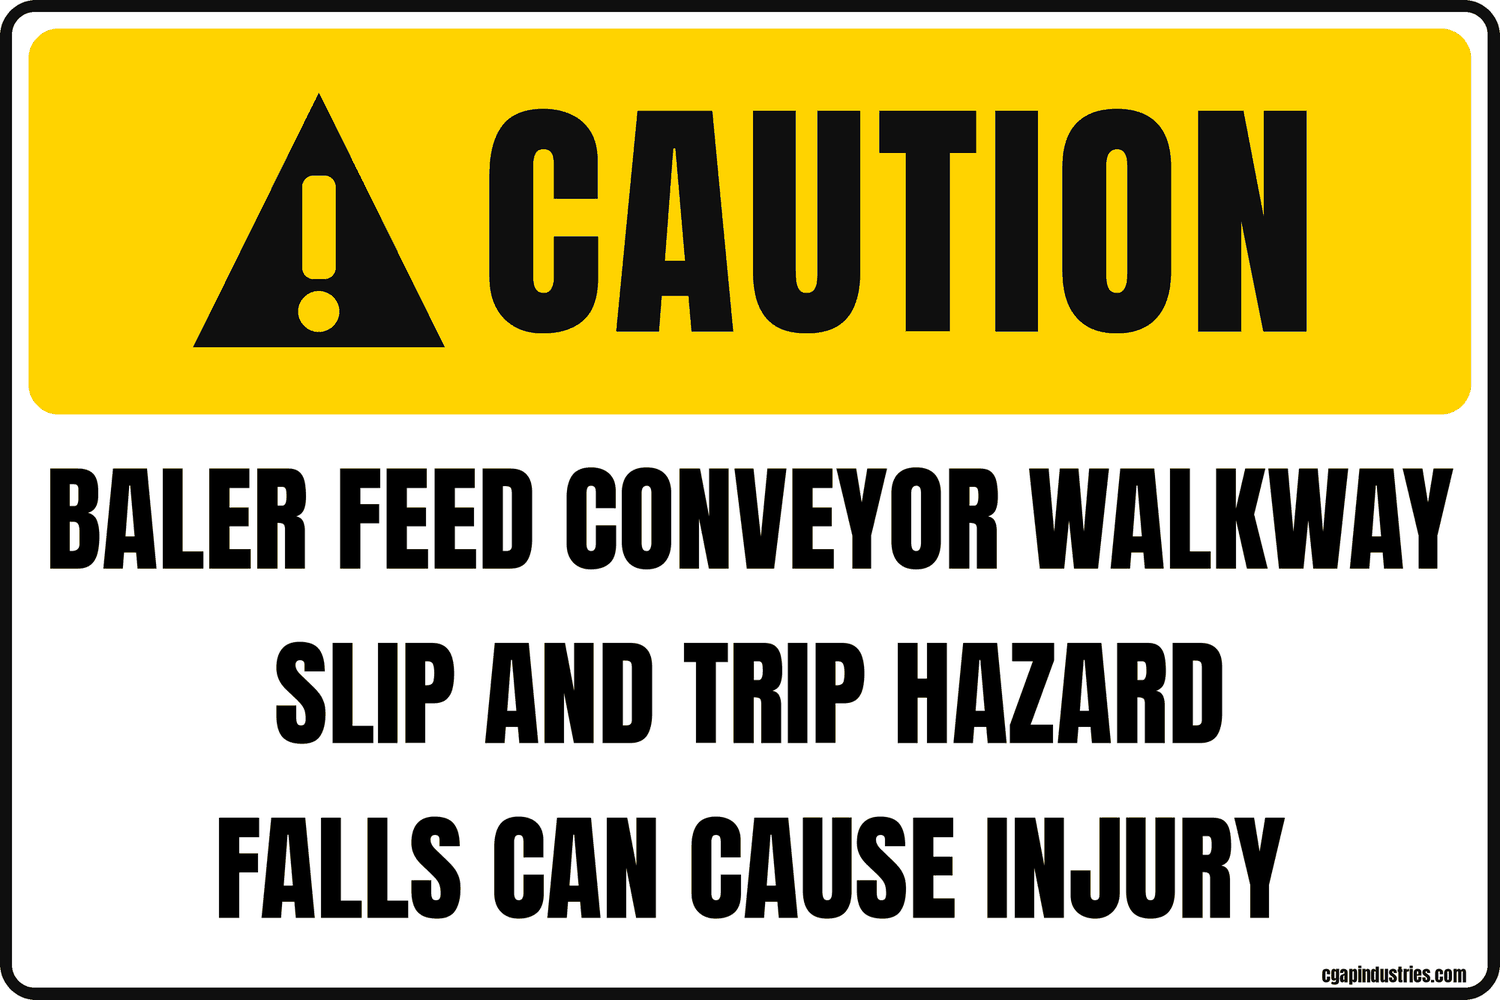 CAUTION
BALER FEED CONVEYOR WALKWAY
SLIP AND TRIP HAZARD
FALLS CAN CAUSE INJURY
cgapindustries.com